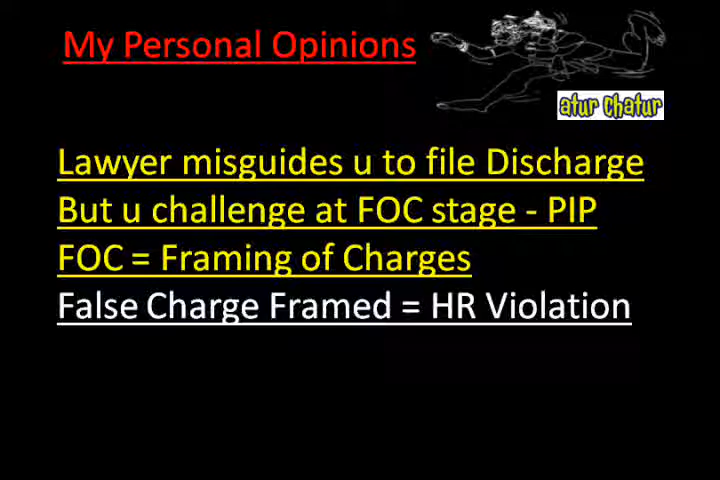 My Personal Opinions
atur chatur
Lawyer misguides u to file Discharge
But u challenge at FOC stage - PIP
FOC = Framing of Charges
False Charge Framed = HR Violation